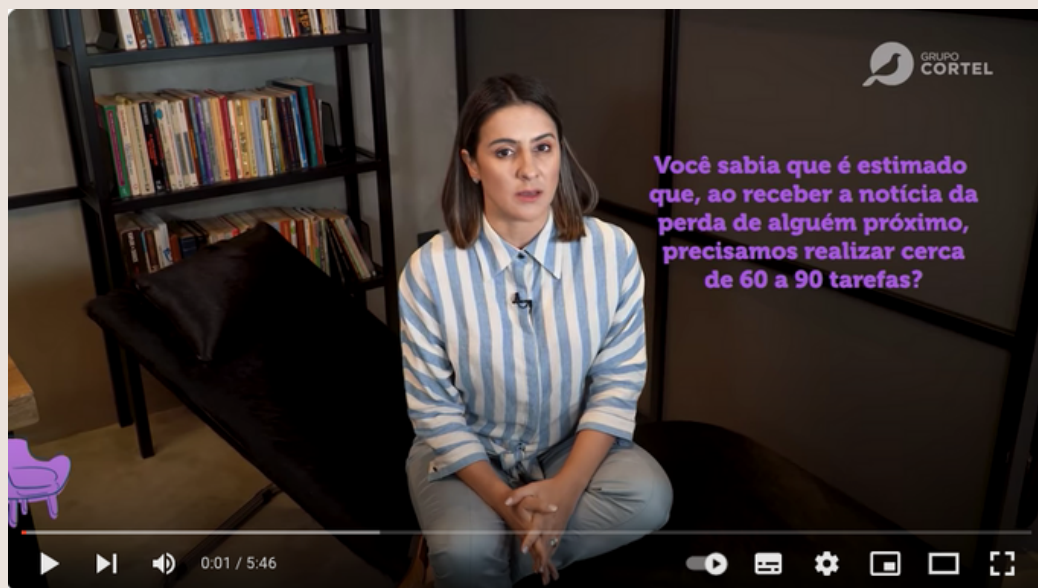 GRUPO
CORTEL
Você sabia que é estimado
que, ao receber a notícia da
perda de alguém próximo,
precisamos realizar cerca
de 60 a 90 tarefas?
0:01 / 5:46